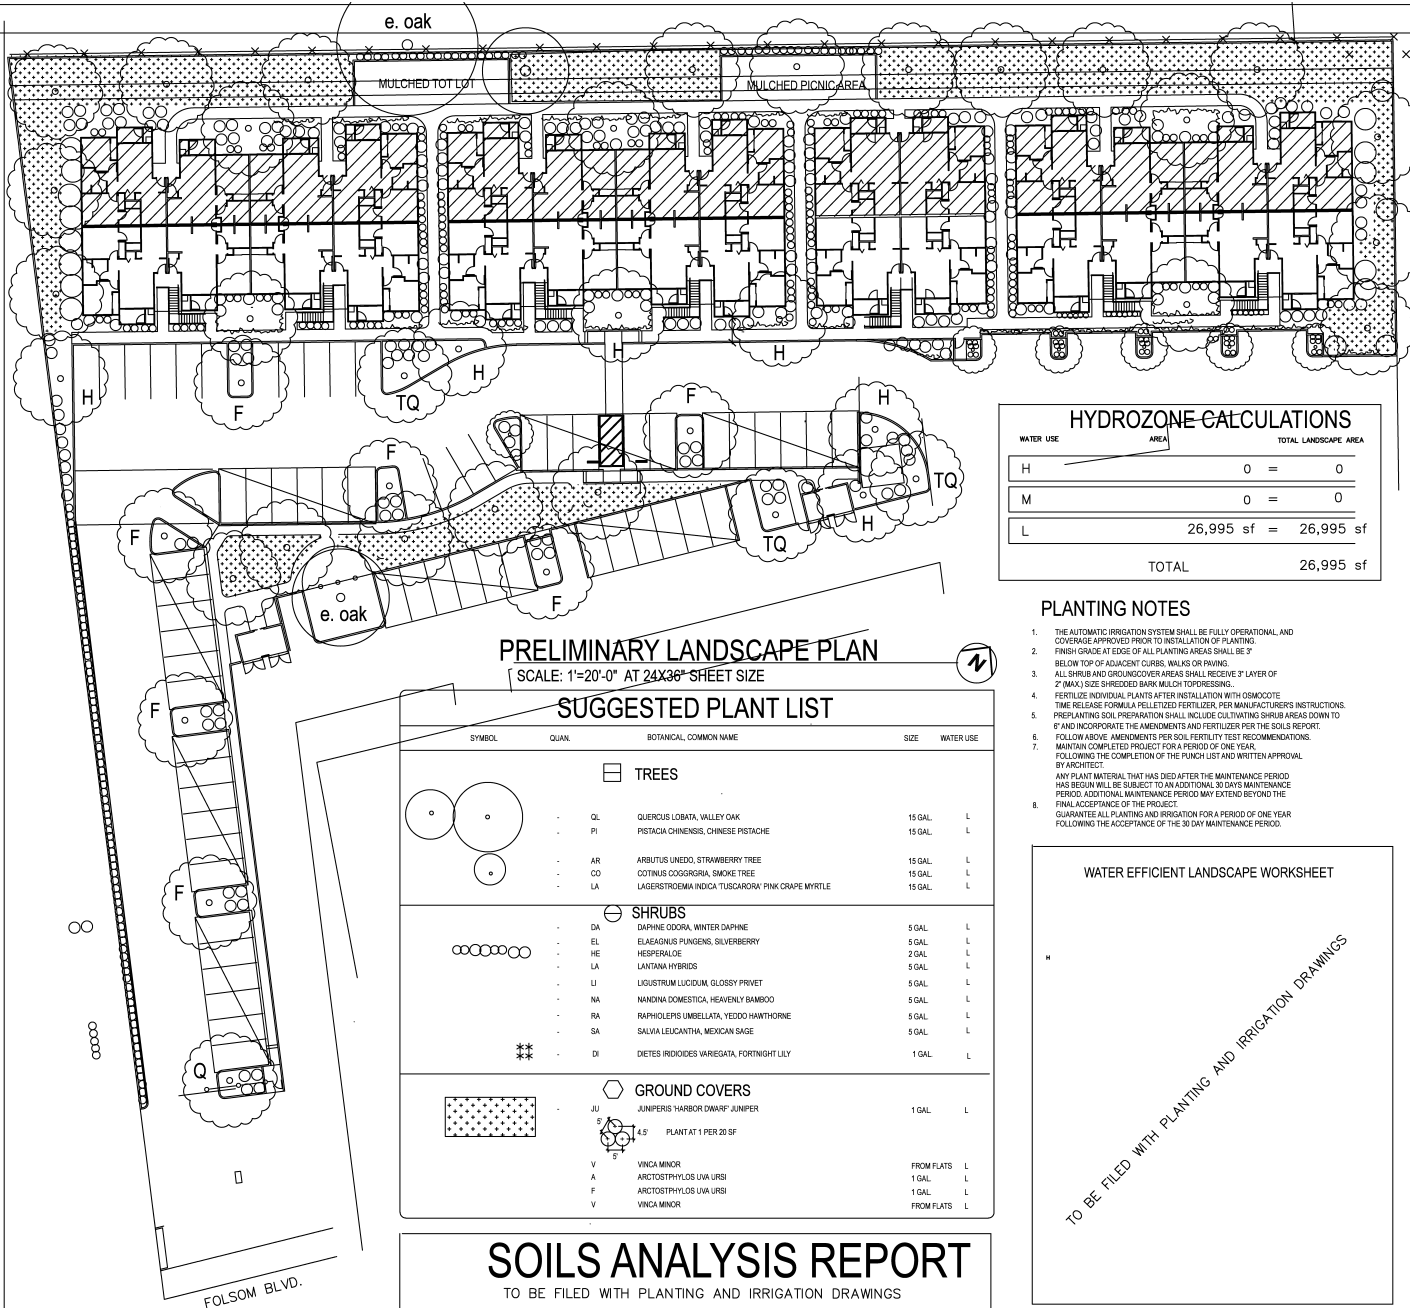 e. oak
MULCHED TOT LOT
MULCHED PICNIC AREA
H
H
H
H
F
TQ
F
H
F
TQ
F
H
TQ
F
e. oak
F
F
Q
FOLSOM BLVD.
PRELIMINARY LANDSCAPE PLAN
SCALE: 1'=20'-0" AT 24X36" SHEET SIZE
N
HYDROZONE CALCULATIONS
WATER USE AREA TOTAL LANDSCAPE AREA
H 0 = 0
M 0 = 0
L 26,995 sf = 26,995 sf
TOTAL 26,995 sf
PLANTING NOTES
1. THE AUTOMATIC IRRIGATION SYSTEM SHALL BE FULLY OPERATIONAL, AND
COVERAGE APPROVED PRIOR TO INSTALLATION OF PLANTING.
2. FINISH GRADE AT EDGE OF ALL PLANTING AREAS SHALL BE 3"
BELOW TOP OF ADJACENT CURBS, WALKS OR PAVING.
3. ALL SHRUB AND GROUNGCOVER AREAS SHALL RECEIVE 3" LAYER OF
2" (MAX.) SIZE SHREDDED BARK MULCH TOPDRESSING..
4. FERTILIZE INDIVIDUAL PLANTS AFTER INSTALLATION WITH OSMOCOTE
TIME RELEASE FORMULA PELLETIZED FERTILIZER, PER MANUFACTURER'S INSTRUCTIONS.
5. PREPLANTING SOIL PREPARATION SHALL INCLUDE CULTIVATING SHRUB AREAS DOWN TO
6" AND INCORPORATE THE AMENDMENTS AND FERTILIZER PER THE SOILS REPORT.
6. FOLLOW ABOVE AMENDMENTS PER SOIL FERTILITY TEST RECOMMENDATIONS.
7. MAINTAIN COMPLETED PROJECT FOR A PERIOD OF ONE YEAR,
FOLLOWING THE COMPLETION OF THE PUNCH LIST AND WRITTEN APPROVAL
BY ARCHITECT.
ANY PLANT MATERIAL THAT HAS DIED AFTER THE MAINTENANCE PERIOD
HAS BEGUN WILL BE SUBJECT TO AN ADDITIONAL 30 DAYS MAINTENANCE
PERIOD. ADDITIONAL MAINTENANCE PERIOD MAY EXTEND BEYOND THE
8. FINAL ACCEPTANCE OF THE PROJECT.
GUARANTEE ALL PLANTING AND IRRIGATION FOR A PERIOD OF ONE YEAR
FOLLOWING THE ACCEPTANCE OF THE 30 DAY MAINTENANCE PERIOD.
SUGGESTED PLANT LIST
SYMBOL QUAN. BOTANICAL, COMMON NAME SIZE WATER USE
TREES
- QL QUERCUS LOBATA, VALLEY OAK 15 GAL. L
- PI PISTACIA CHINENSIS, CHINESE PISTACHE 15 GAL. L
- AR ARBUTUS UNEDO, STRAWBERRY TREE 15 GAL. L
- CO COTINUS COGGRGRIA, SMOKE TREE 15 GAL. L
- LA LAGERSTROEMIA INDICA 'TUSCARORA' PINK CRAPE MYRTLE 15 GAL. L
SHRUBS
- DA DAPHNE ODORA, WINTER DAPHNE 5 GAL. L
- EL ELAEAGNUS PUNGENS, SILVERBERRY 5 GAL. L
- HE HESPERALOE 2 GAL. L
- LA LANTANA HYBRIDS 5 GAL. L
- LI LIGUSTRUM LUCIDUM, GLOSSY PRIVET 5 GAL. L
- NA NANDINA DOMESTICA, HEAVENLY BAMBOO 5 GAL. L
- RA RAPHIOLEPIS UMBELLATA, YEDDO HAWTHORNE 5 GAL. L
- SA SALVIA LEUCANTHA, MEXICAN SAGE 5 GAL. L
- DI DIETES IRIDIOIDES VARIEGATA, FORTNIGHT LILY 1 GAL. L
GROUND COVERS
- JU JUNIPERIS 'HARBOR DWARF' JUNIPER 1 GAL. L
5' 4.5' PLANT AT 1 PER 20 SF
5'
V VINCA MINOR FROM FLATS L
A ARCTOSTPHYLOS UVA URSI 1 GAL. L
F ARCTOSTPHYLOS UVA URSI 1 GAL. L
V VINCA MINOR FROM FLATS L
WATER EFFICIENT LANDSCAPE WORKSHEET
H
TO BE FILED WITH PLANTING AND IRRIGATION DRAWINGS
SOILS ANALYSIS REPORT
TO BE FILED WITH PLANTING AND IRRIGATION DRAWINGS